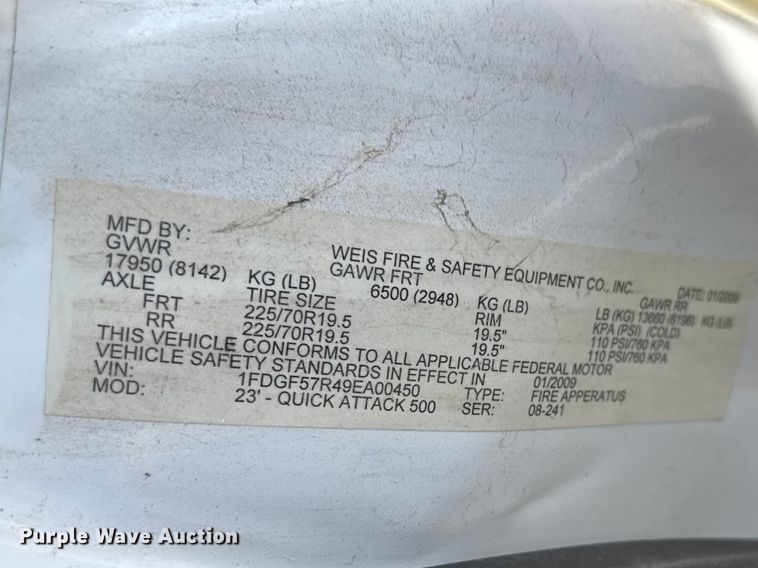 MFD BY: WEIS FIRE & SAFETY EQUIPMENT CO., INC. DATE: 01/2009
GVWR GAWR FRT GAWR RR
17950 (8142) KG (LB) 6500 (2948) KG (LB) LB (KG) 13660 (6196) KG (LB)
AXLE TIRE SIZE RIM KPA (PSI) (COLD)
FRT 225/70R19.5 19.5" 110 PSI/760 KPA
RR 225/70R19.5 19.5" 110 PSI/760 KPA
THIS VEHICLE CONFORMS TO ALL APPLICABLE FEDERAL MOTOR
VEHICLE SAFETY STANDARDS IN EFFECT IN 01/2009
VIN: 1FDGF57R49EA00450 TYPE: FIRE APPERATUS
MOD: 23' - QUICK ATTACK 500 SER: 08-241
Purple Wave Auction